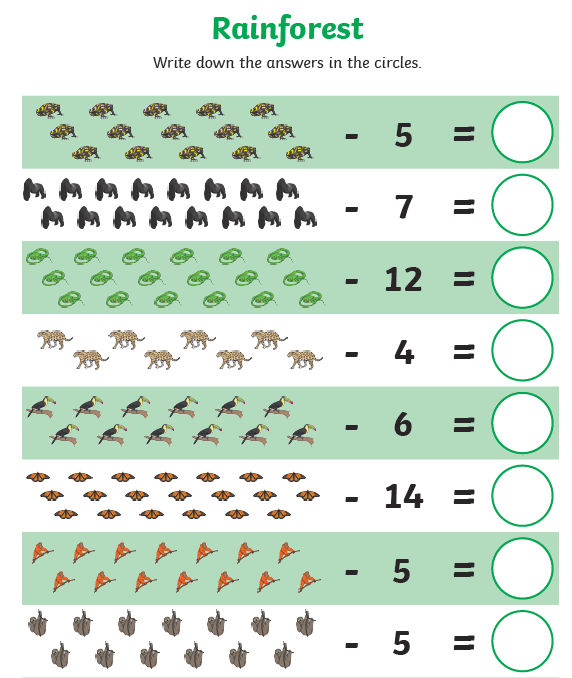 Rainforest
Write down the answers in the circles.
- 5 =
- 7 =
- 12 =
- 4 =
- 6 =
- 14 =
- 5 =
- 5 =